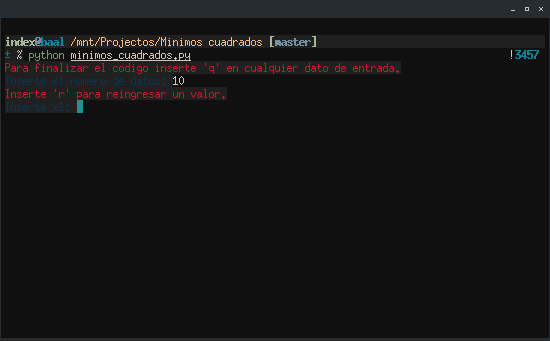 index@baal /mnt/Projectos/Minimos cuadrados [master]
± % python minimos_cuadrados.py !3457
Para finalizar el codigo inserte 'q' en cualquier dato de entrada.
Inserte el numero de datos: 10
Inserte 'r' para reingresar un valor.
Inserte x1: